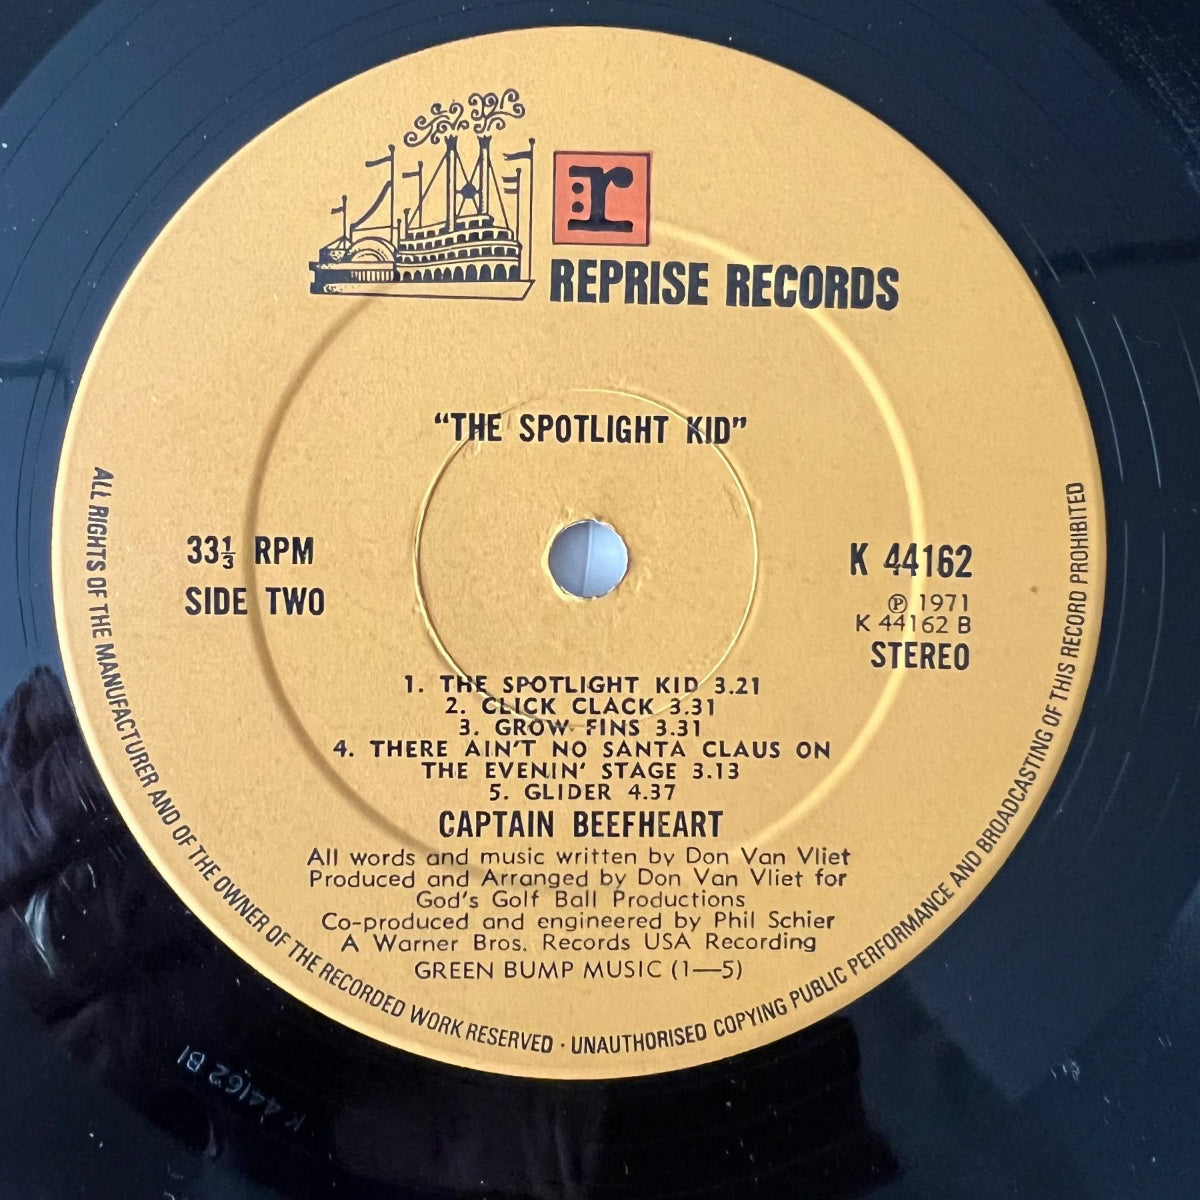 r:
REPRISE RECORDS
“THE SPOTLIGHT KID”
33⅓ RPM
SIDE TWO
K 44162
℗ 1971
K 44162 B
STEREO
1. THE SPOTLIGHT KID 3.21
2. CLICK CLACK 3.31
3. GROW FINS 3.31
4. THERE AIN'T NO SANTA CLAUS ON
THE EVENIN' STAGE 3.13
5. GLIDER 4.37
CAPTAIN BEEFHEART
All words and music written by Don Van Vliet
Produced and Arranged by Don Van Vliet for
God's Golf Ball Productions
Co-produced and engineered by Phil Schier
A Warner Bros. Records USA Recording
GREEN BUMP MUSIC (1—5)
ALL RIGHTS OF THE MANUFACTURER AND OF THE OWNER OF THE RECORDED WORK RESERVED · UNAUTHORISED COPYING PUBLIC PERFORMANCE AND BROADCASTING OF THIS RECORD PROHIBITED
K 44162 B1